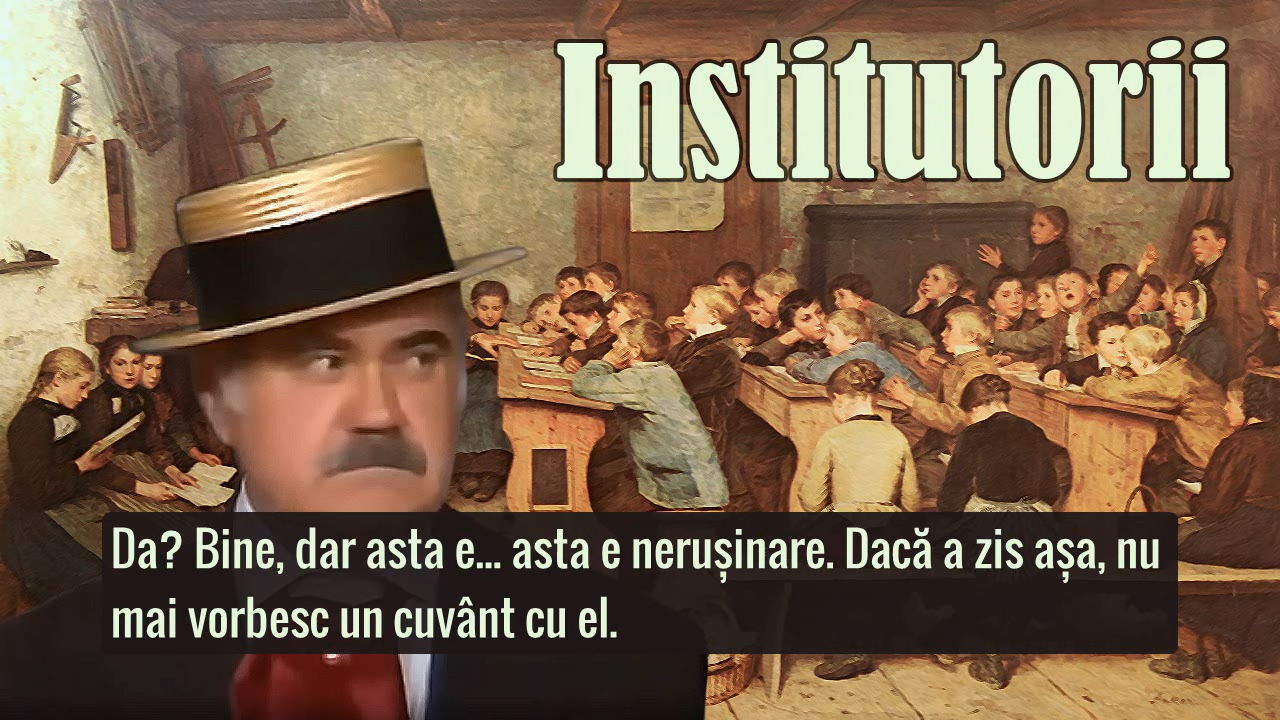 Institutorii
Da? Bine, dar asta e... asta e nerușinare. Dacă a zis așa, nu
mai vorbesc un cuvânt cu el.